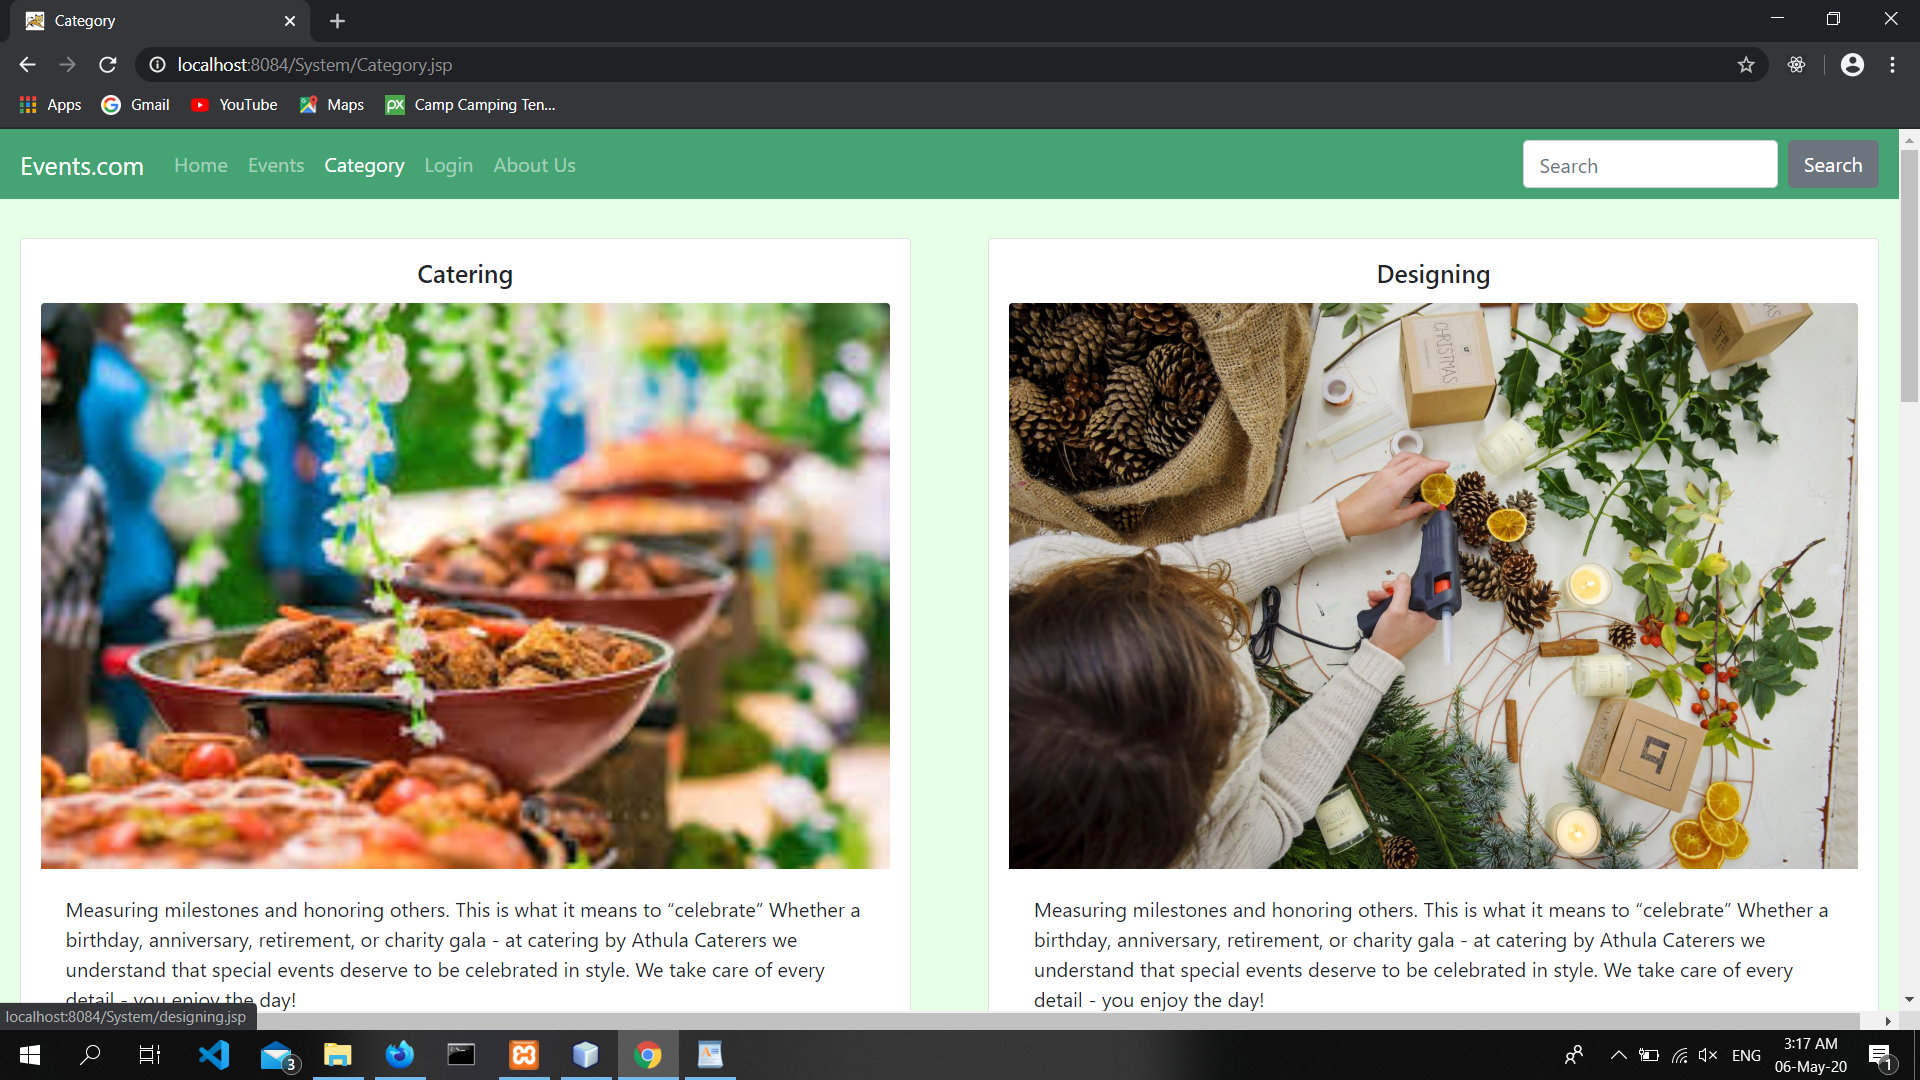 Category
localhost:8084/System/Category.jsp
Apps Gmail YouTube Maps Camp Camping Ten...
Events.com Home Events Category Login About Us Search Search
Catering
Designing
CHRISTMAS
Measuring milestones and honoring others. This is what it means to “celebrate” Whether a
birthday, anniversary, retirement, or charity gala - at catering by Athula Caterers we
understand that special events deserve to be celebrated in style. We take care of every
detail - you enjoy the day!
Measuring milestones and honoring others. This is what it means to “celebrate” Whether a
birthday, anniversary, retirement, or charity gala - at catering by Athula Caterers we
understand that special events deserve to be celebrated in style. We take care of every
detail - you enjoy the day!
localhost:8084/System/designing.jsp
3
ENG
3:17 AM
06-May-20
1